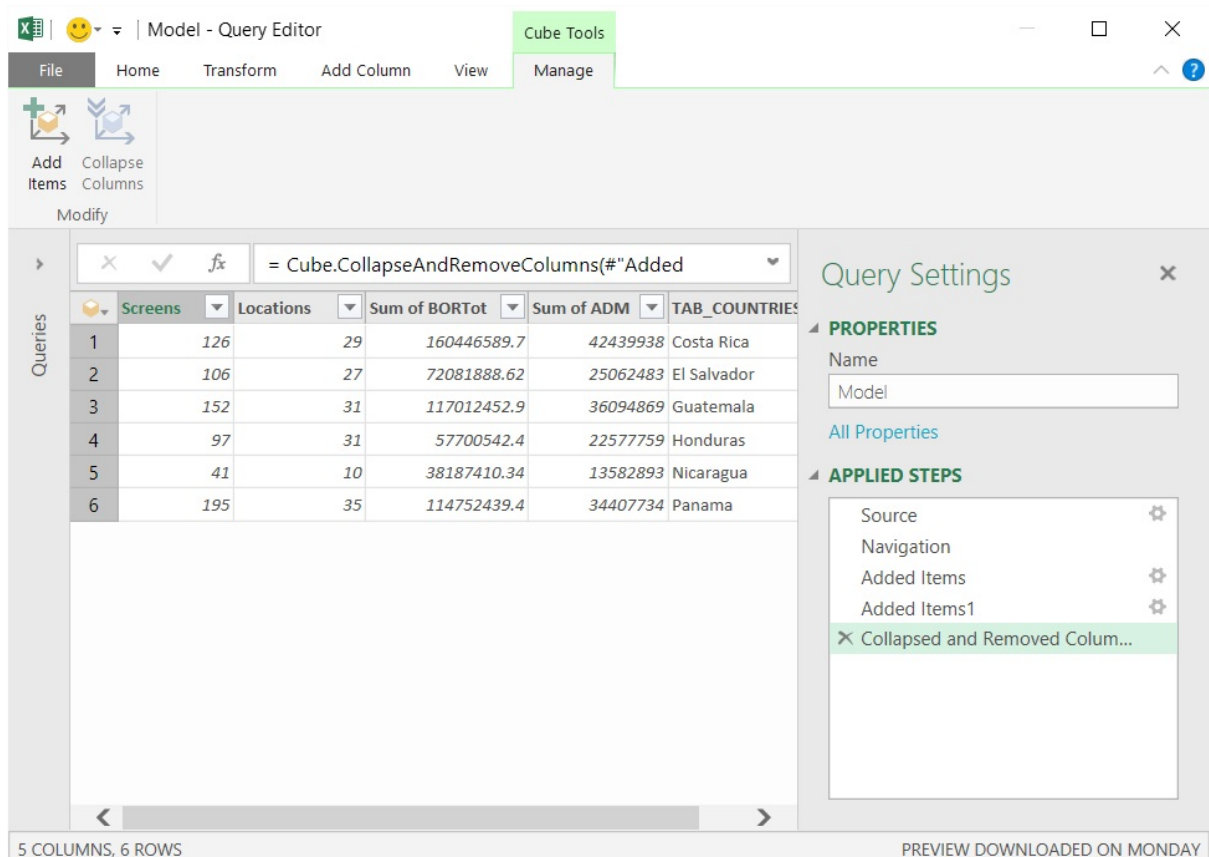 Model - Query Editor
Cube Tools
File Home Transform Add Column View Manage
Add Items
Collapse Columns
Modify
Queries
fx = Cube.CollapseAndRemoveColumns(#"Added
Screens Locations Sum of BORTot Sum of ADM TAB_COUNTRIES
1 126 29 160446589.7 42439938 Costa Rica
2 106 27 72081888.62 25062483 El Salvador
3 152 31 117012452.9 36094869 Guatemala
4 97 31 57700542.4 22577759 Honduras
5 41 10 38187410.34 13582893 Nicaragua
6 195 35 114752439.4 34407734 Panama
Query Settings
PROPERTIES
Name
Model
All Properties
APPLIED STEPS
Source
Navigation
Added Items
Added Items1
Collapsed and Removed Colum...
5 COLUMNS, 6 ROWS
PREVIEW DOWNLOADED ON MONDAY